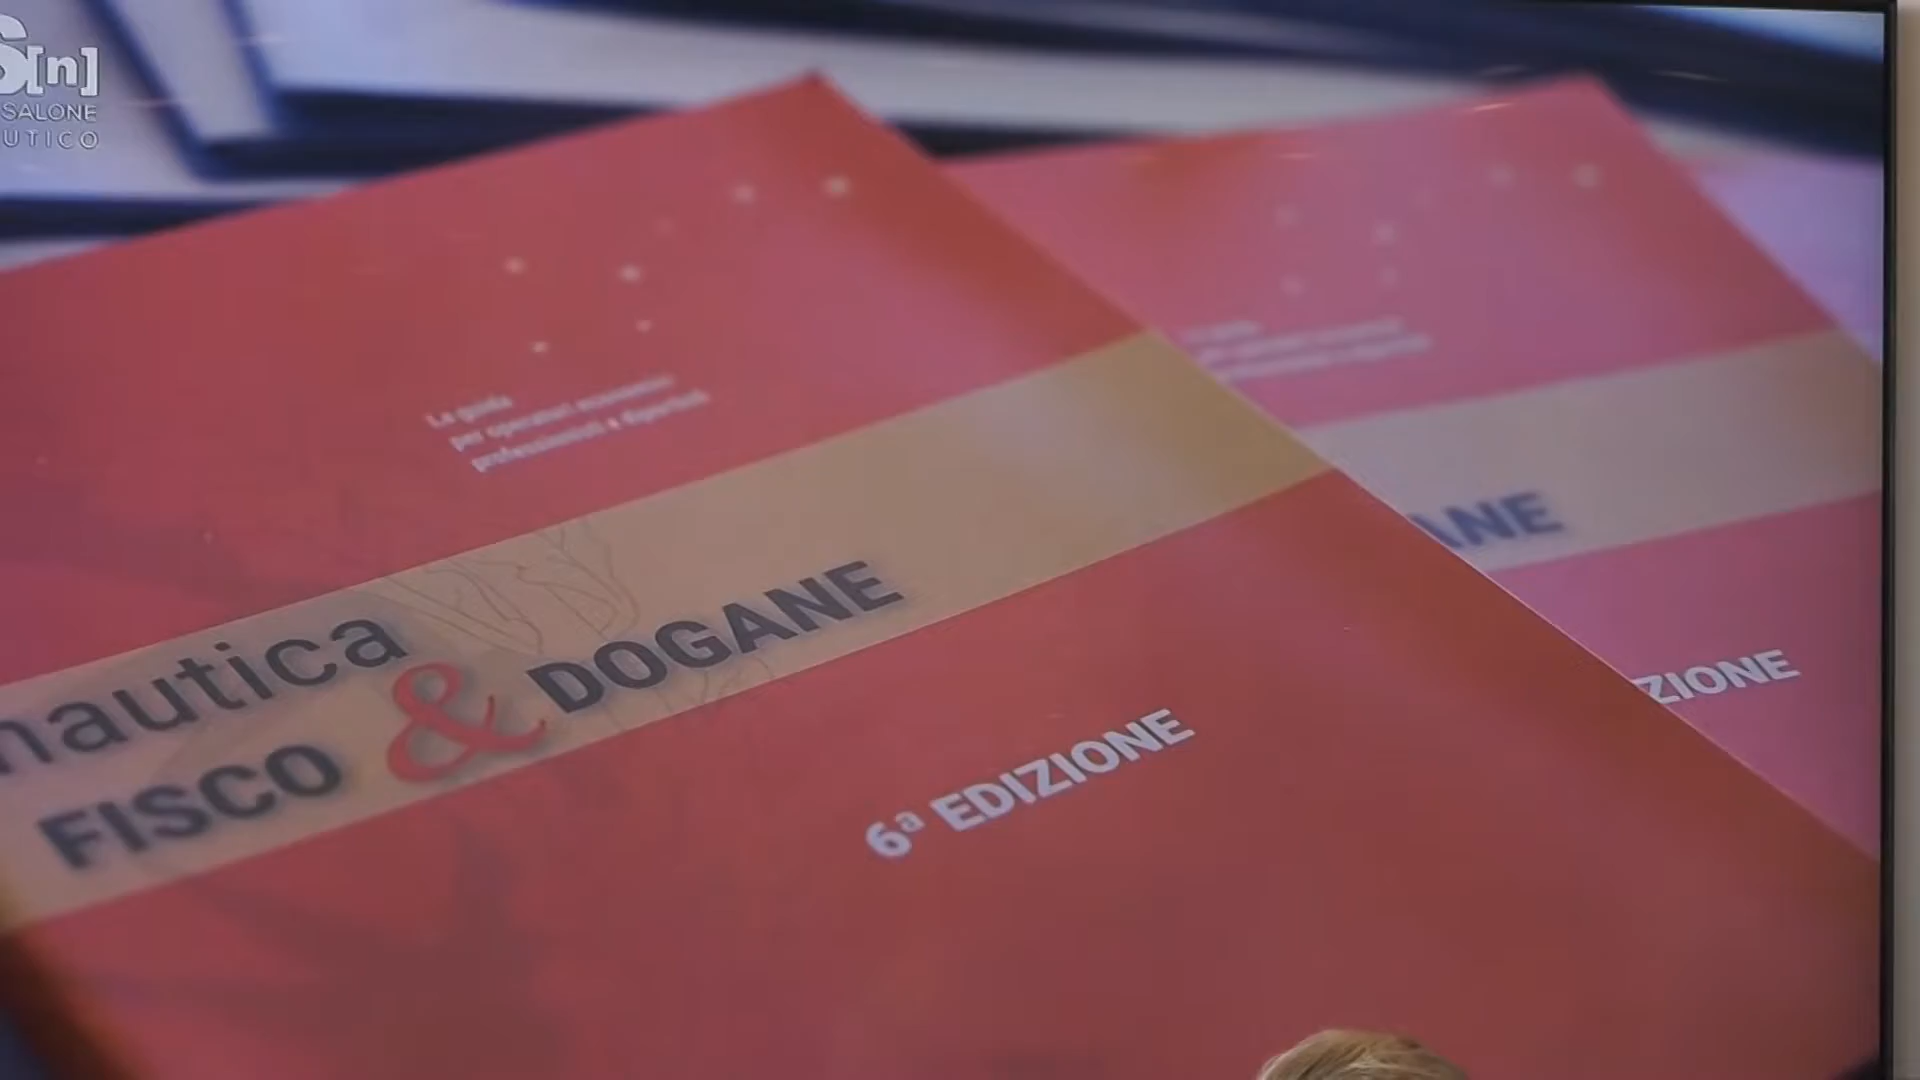 S[n]
SALONE
UTICO
La guida
per operatori economici
professionisti e diportisti
nautica
FISCO & DOGANE
6ª EDIZIONE
ANE
ZIONE